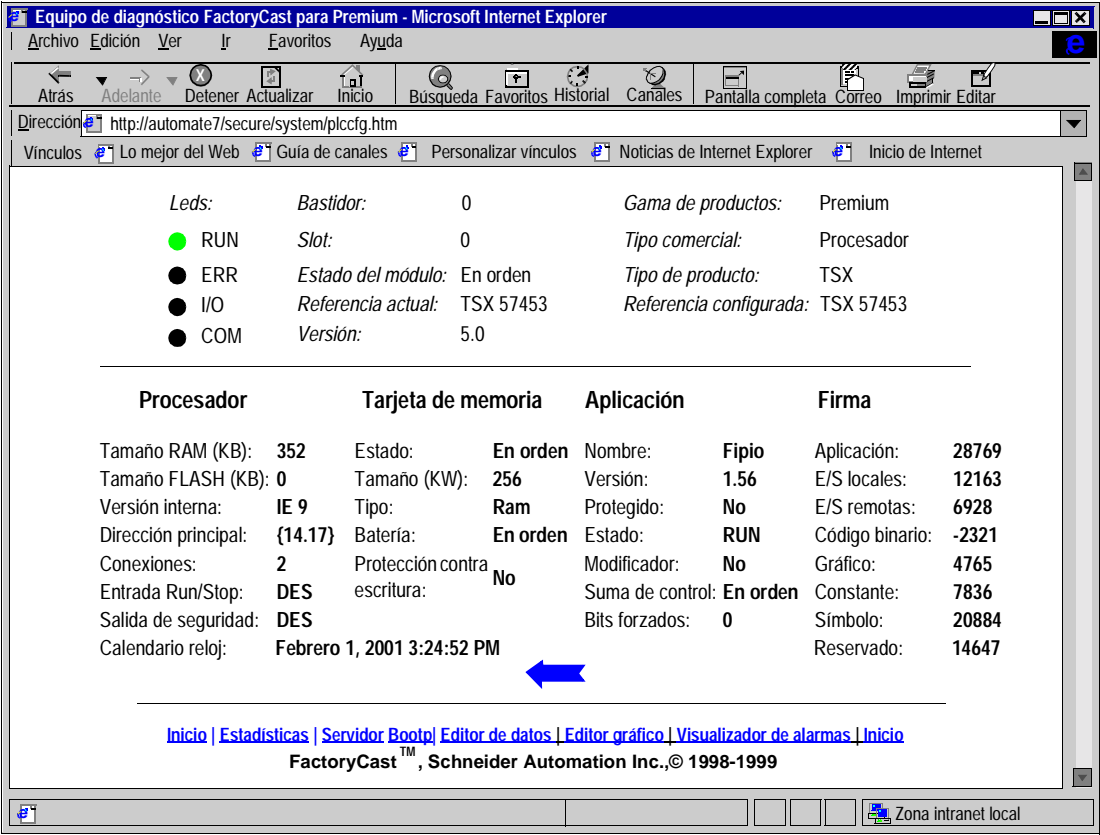 Equipo de diagnóstico FactoryCast para Premium - Microsoft Internet Explorer
Archivo Edición Ver Ir Favoritos Ayuda
Atrás Adelante Detener Actualizar Inicio Búsqueda Favoritos Historial Canales Pantalla completa Correo Imprimir Editar
Dirección http://automate7/secure/system/plccfg.htm
Vínculos Lo mejor del Web Guía de canales Personalizar vínculos Noticias de Internet Explorer Inicio de Internet
Leds: Bastidor: 0 Gama de productos: Premium
RUN Slot: 0 Tipo comercial: Procesador
ERR Estado del módulo: En orden Tipo de producto: TSX
I/O Referencia actual: TSX 57453 Referencia configurada: TSX 57453
COM Versión: 5.0
Procesador Tarjeta de memoria Aplicación Firma
Tamaño RAM (KB): 352 Estado: En orden Nombre: Fipio Aplicación: 28769
Tamaño FLASH (KB): 0 Tamaño (KW): 256 Versión: 1.56 E/S locales: 12163
Versión interna: IE 9 Tipo: Ram Protegido: No E/S remotas: 6928
Dirección principal: {14.17} Batería: En orden Estado: RUN Código binario: -2321
Conexiones: 2 Protección contra escritura: No Modificador: No Gráfico: 4765
Entrada Run/Stop: DES Suma de control: En orden Constante: 7836
Salida de seguridad: DES Bits forzados: 0 Símbolo: 20884
Calendario reloj: Febrero 1, 2001 3:24:52 PM Reservado: 14647
Inicio | Estadísticas | Servidor Bootp| Editor de datos | Editor gráfico | Visualizador de alarmas | Inicio
FactoryCast TM, Schneider Automation Inc.,© 1998-1999
Zona intranet local